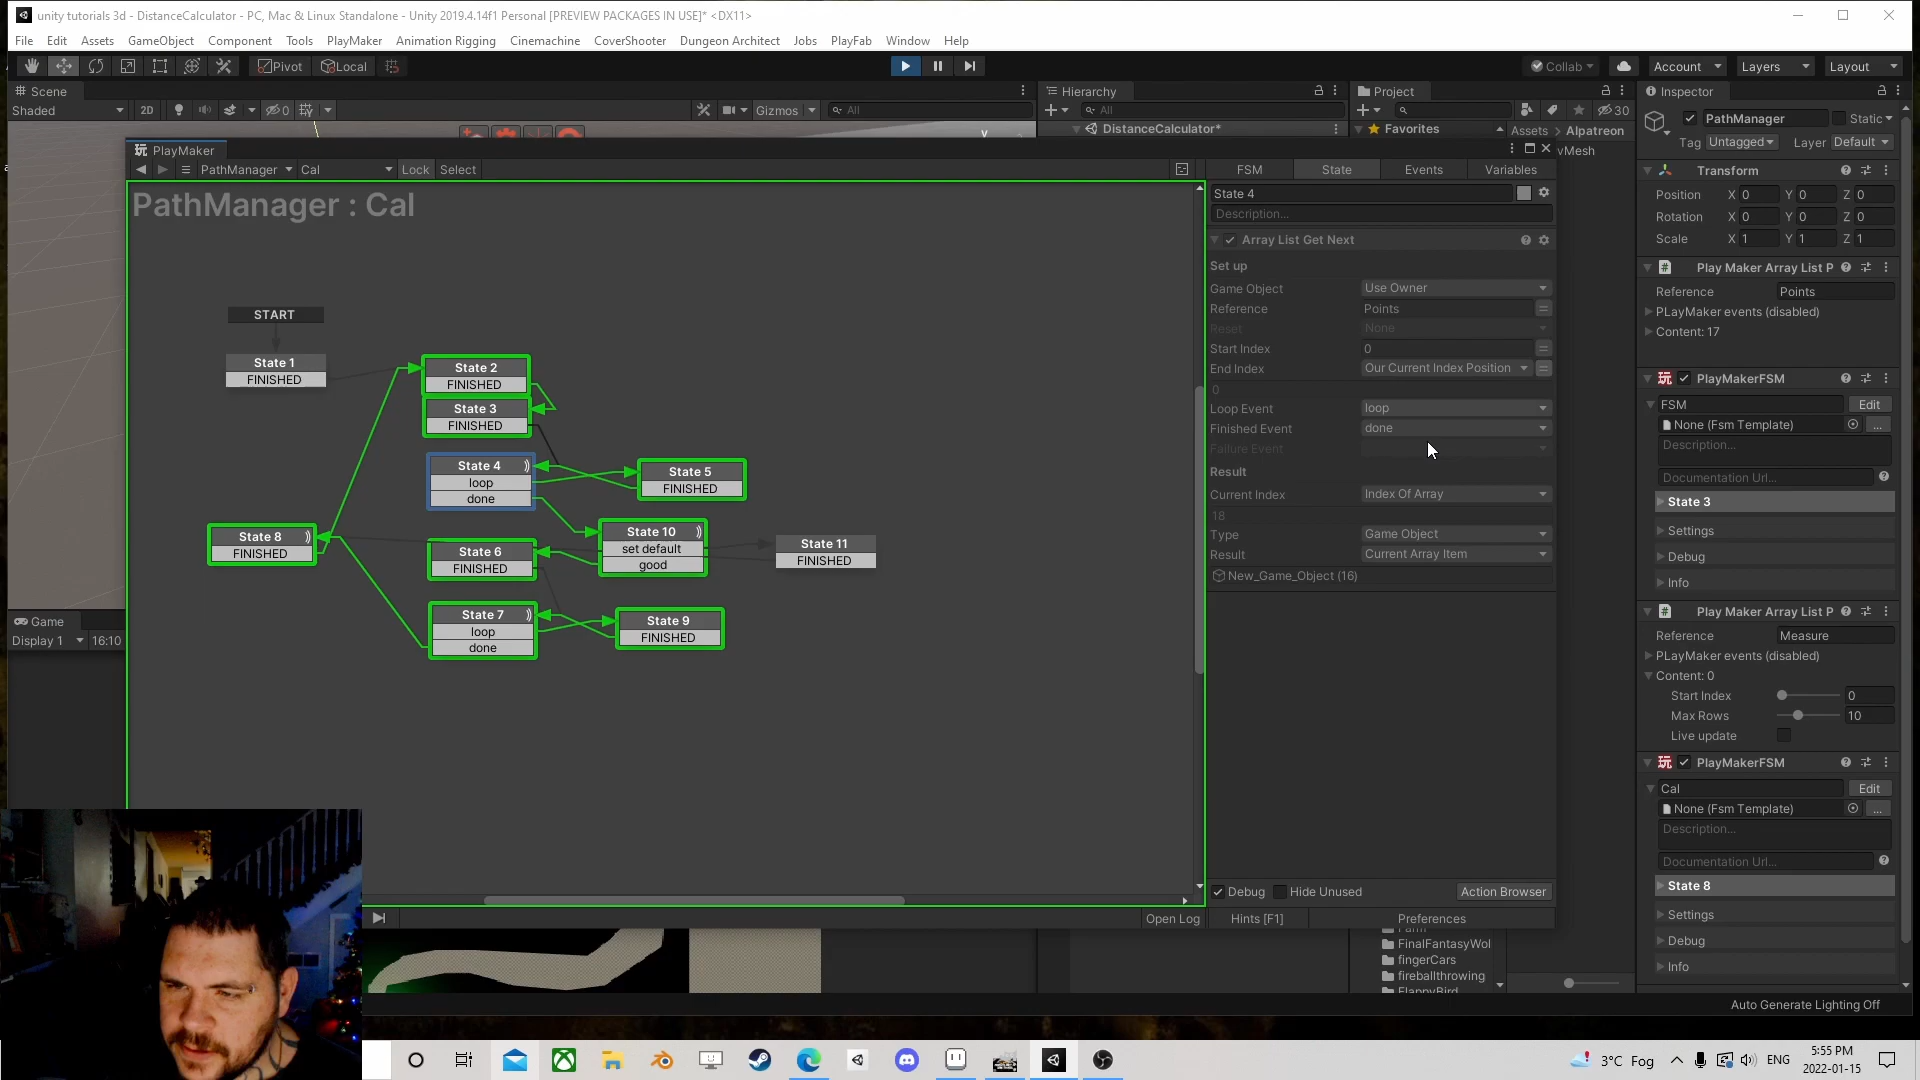 unity tutorials 3d - DistanceCalculator - PC, Mac & Linux Standalone - Unity 2019.4.14f1 Personal [PREVIEW PACKAGES IN USE]* <DX11>
File Edit Assets GameObject Component Tools PlayMaker Animation Rigging Cinemachine CoverShooter Dungeon Architect Jobs PlayFab Window Help
Pivot Local Collab Account Layers Layout
Scene Hierarchy Project Inspector
Shaded 2D 0 Gizmos All All 30 PathManager Static
DistanceCalculator* Favorites Assets Alpatreon
Tag Untagged Layer Default
PlayMaker vMesh
PathManager Cal Lock Select FSM State Events Variables
Transform
PathManager : Cal
State 4
Description...
Position X 0 Y 0 Z 0
Rotation X 0 Y 0 Z 0
Scale X 1 Y 1 Z 1
Array List Get Next
Set up
Game Object Use Owner
Reference Points
Reset None
Start Index 0
End Index Our Current Index Position
0
Loop Event loop
Finished Event done
Failure Event
Result
Current Index Index Of Array
18
Type Game Object
Result Current Array Item
New_Game_Object (16)
START
State 1
FINISHED
State 2
FINISHED
State 3
FINISHED
State 4
loop
done
State 5
FINISHED
State 8
FINISHED
State 6
FINISHED
State 10
set default
good
State 11
FINISHED
State 7
loop
done
State 9
FINISHED
Play Maker Array List P
Reference Points
PLayMaker events (disabled)
Content: 17
PlayMakerFSM
FSM Edit
None (Fsm Template) ...
Description...
Documentation Url...
State 3
Settings
Debug
Info
Play Maker Array List P
Reference Measure
PLayMaker events (disabled)
Content: 0
Start Index 0
Max Rows 10
Live update
PlayMakerFSM
Cal Edit
None (Fsm Template) ...
Description...
Documentation Url...
State 8
Settings
Debug
Info
Game
Display 1 16:10
Debug Hide Unused Action Browser
Open Log Hints [F1] Preferences
Farm
FinalFantasyWol
fingerCars
fireballthrowing
FlappyBird
Auto Generate Lighting Off
3°C Fog ENG 5:55 PM
2022-01-15